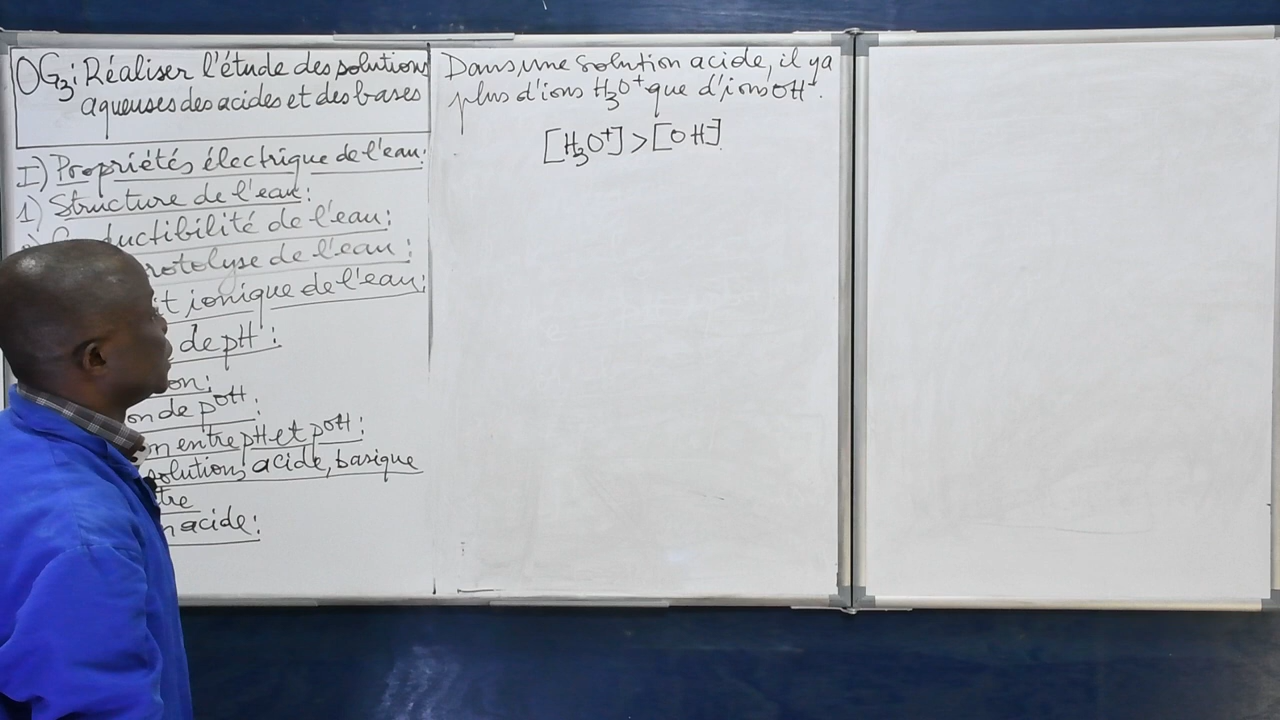 OG₃: Réaliser l'étude des solutions
aqueuses des acides et des bases
I) Propriétés électrique de l'eau:
1) Structure de l'eau:
ductibilité de l'eau:
rotolyse de l'eau:
it ionique de l'eau:
de pH:
on:
on de pOH:
n entre pH et pOH:
solutions acide, basique
tre
n acide:
Dans une solution acide, il ya
plus d'ions H₃O⁺ que d'ions OH⁻.
[H₃O⁺] > [OH⁻].